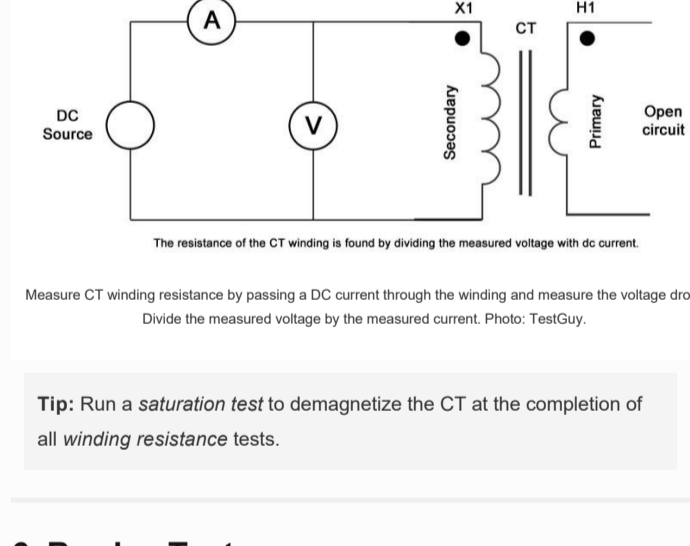 X1
H1
A
CT
DC
Source
V
Secondary
Primary
Open
circuit
The resistance of the CT winding is found by dividing the measured voltage with dc current.
Measure CT winding resistance by passing a DC current through the winding and measure the voltage dro
Divide the measured voltage by the measured current. Photo: TestGuy.
Tip: Run a saturation test to demagnetize the CT at the completion of
all winding resistance tests.